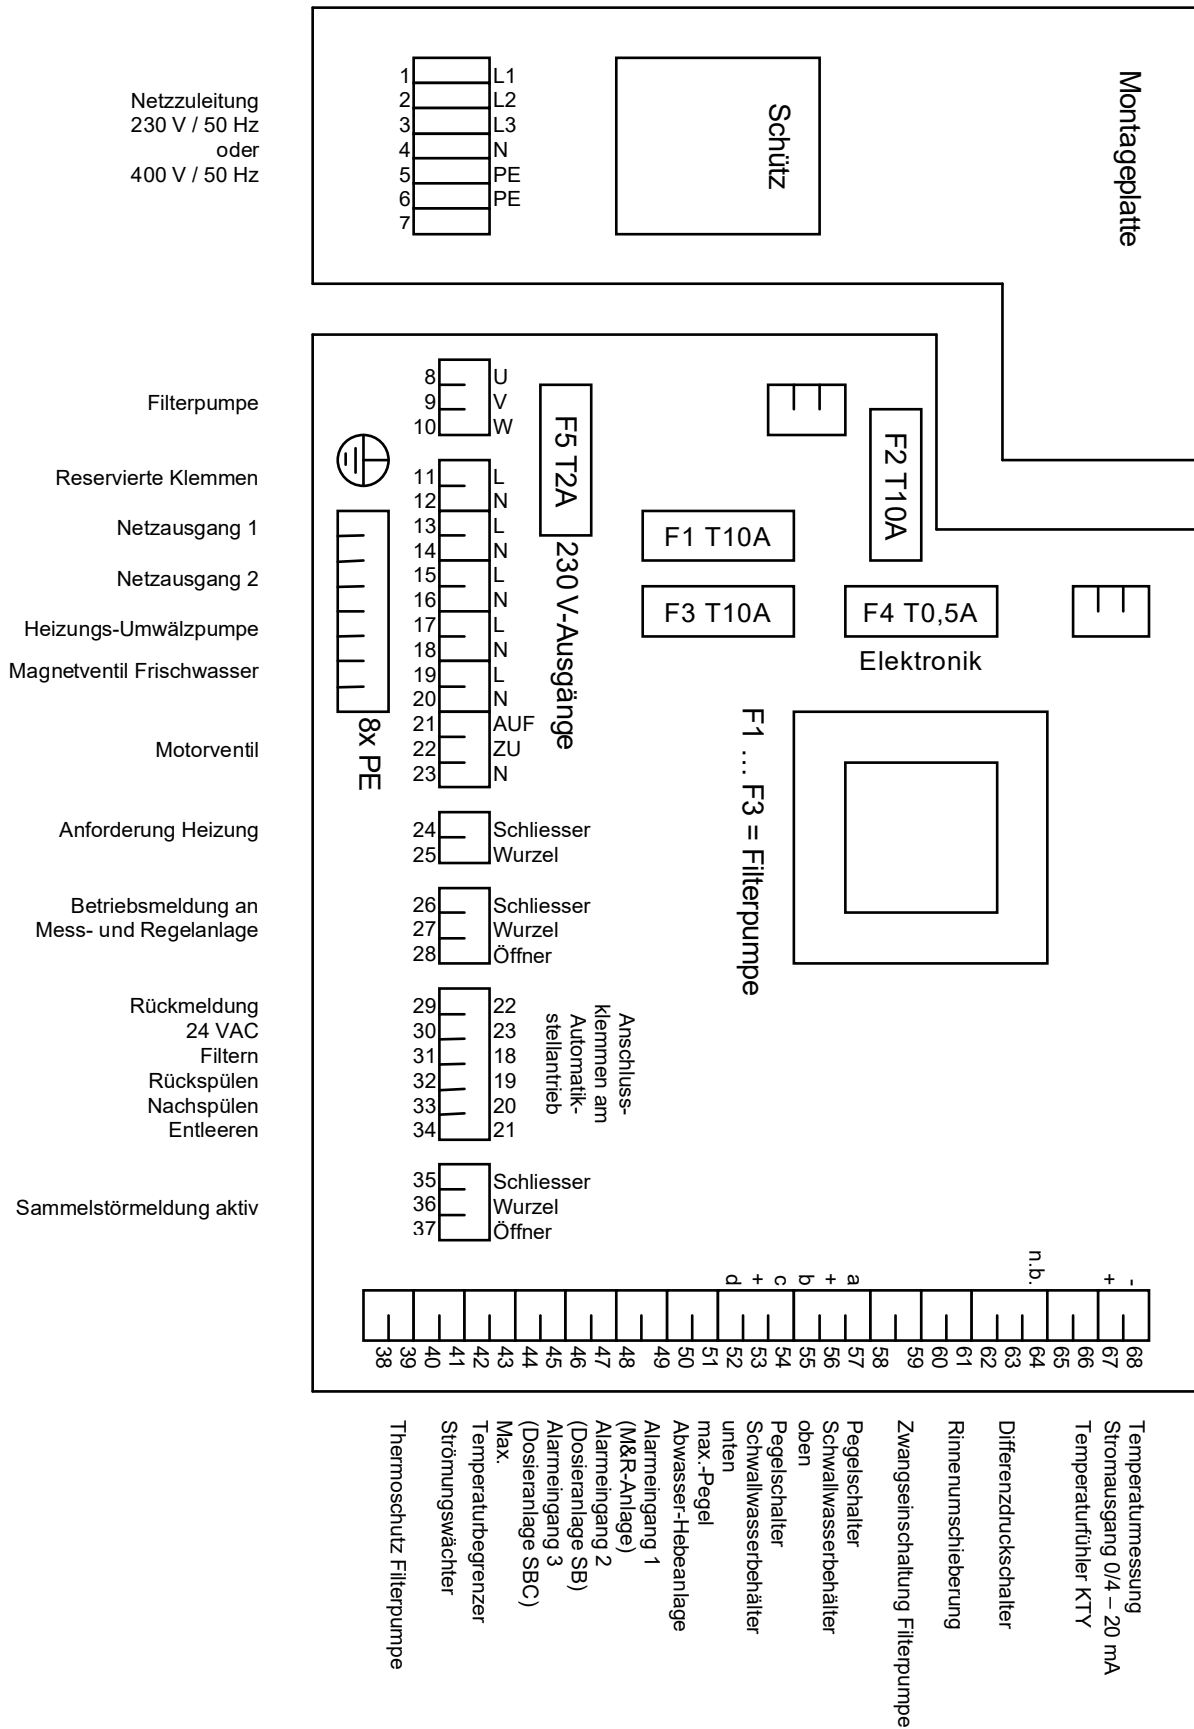 Netzzuleitung
230 V / 50 Hz
oder
400 V / 50 Hz
1 L1
2 L2
3 L3
4 N
5 PE
6 PE
7
Schütz
Montageplatte
Filterpumpe
8 U
9 V
10 W
Reservierte Klemmen
11 L
12 N
Netzausgang 1
13 L
14 N
Netzausgang 2
15 L
16 N
Heizungs-Umwälzpumpe
17 L
18 N
Magnetventil Frischwasser
19 L
20 N
Motorventil
21 AUF
22 ZU
23 N
8x PE
F5 T2A
230 V-Ausgänge
F1 T10A
F2 T10A
F3 T10A
F4 T0,5A
Elektronik
F1 ... F3 = Filterpumpe
Anforderung Heizung
24 Schliesser
25 Wurzel
Betriebsmeldung an
Mess- und Regelanlage
26 Schliesser
27 Wurzel
28 Öffner
Rückmeldung
24 VAC
Filtern
Rückspülen
Nachspülen
Entleeren
29 22
30 23
31 18
32 19
33 20
34 21
Anschluss-
klemmen am
Automatik-
stellantrieb
Sammelstörmeldung aktiv
35 Schliesser
36 Wurzel
37 Öffner
d + c b + a n.b. + -
38 39 40 41 42 43 44 45 46 47 48 49 50 51 52 53 54 55 56 57 58 59 60 61 62 63 64 65 66 67 68
Thermoschutz Filterpumpe
Strömungswächter
Max.
Temperaturbegrenzer
Alarmeingang 3
(Dosieranlage SBC)
Alarmeingang 2
(Dosieranlage SB)
Alarmeingang 1
(M&R-Anlage)
max.-Pegel
Abwasser-Hebeanlage
Pegelschalter
Schwallwasserbehälter
unten
Pegelschalter
Schwallwasserbehälter
oben
Zwangseinschaltung Filterpumpe
Rinnenumschieberung
Differenzdruckschalter
Temperaturfühler KTY
Temperaturmessung
Stromausgang 0/4 – 20 mA